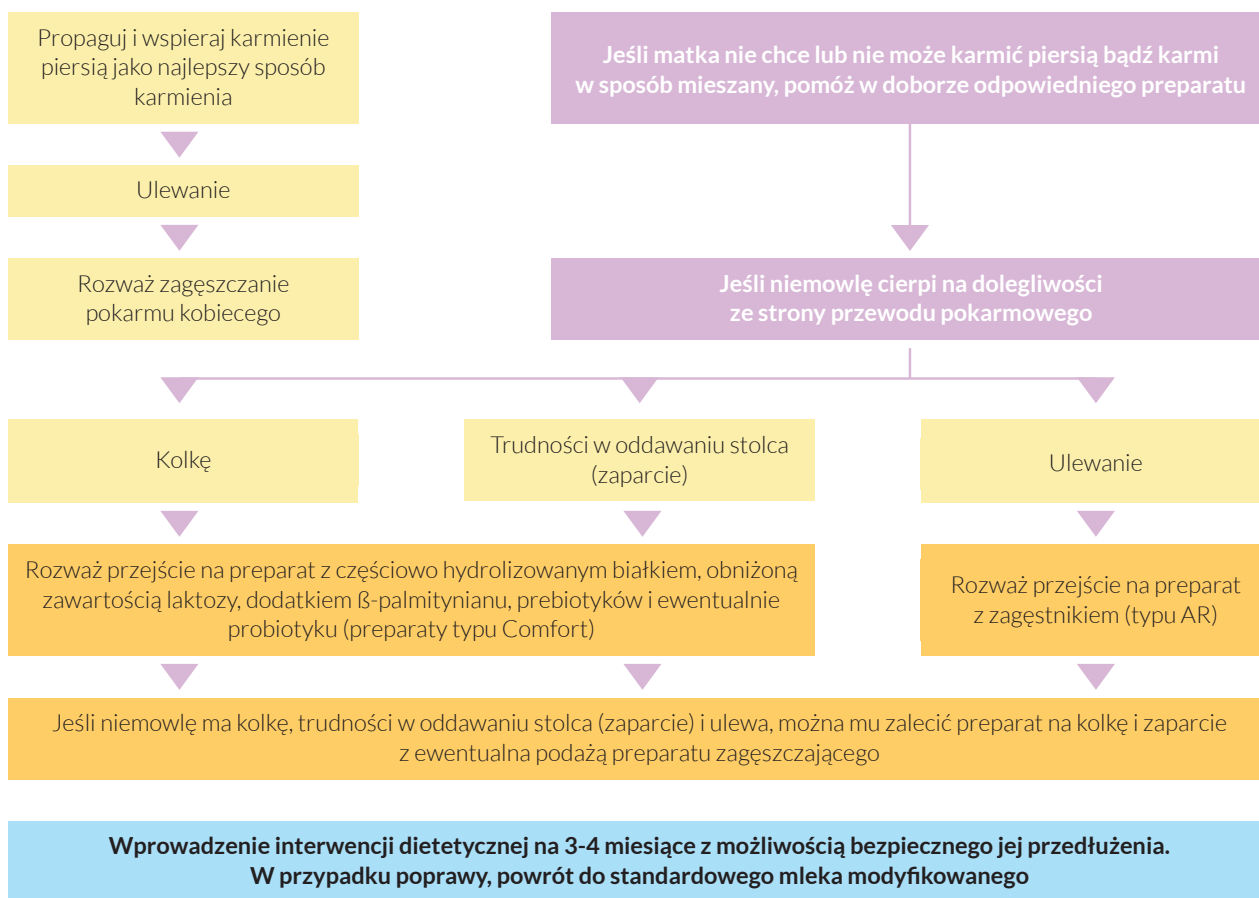 Propaguj i wspieraj karmienie
piersią jako najlepszy sposób
karmienia
Jeśli matka nie chce lub nie może karmić piersią bądź karmi
w sposób mieszany, pomóż w doborze odpowiedniego preparatu
Ulewanie
Rozważ zagęszczanie
pokarmu kobiecego
Jeśli niemowlę cierpi na dolegliwości
ze strony przewodu pokarmowego
Kolkę
Trudności w oddawaniu stolca
(zaparcie)
Ulewanie
Rozważ przejście na preparat z częściowo hydrolizowanym białkiem, obniżoną
zawartością laktozy, dodatkiem ß-palmitynianu, prebiotyków i ewentualnie
probiotyku (preparaty typu Comfort)
Rozważ przejście na preparat
z zagęstnikiem (typu AR)
Jeśli niemowlę ma kolkę, trudności w oddawaniu stolca (zaparcie) i ulewa, można mu zalecić preparat na kolkę i zaparcie
z ewentualna podażą preparatu zagęszczającego
Wprowadzenie interwencji dietetycznej na 3-4 miesiące z możliwością bezpiecznego jej przedłużenia.
W przypadku poprawy, powrót do standardowego mleka modyfikowanego